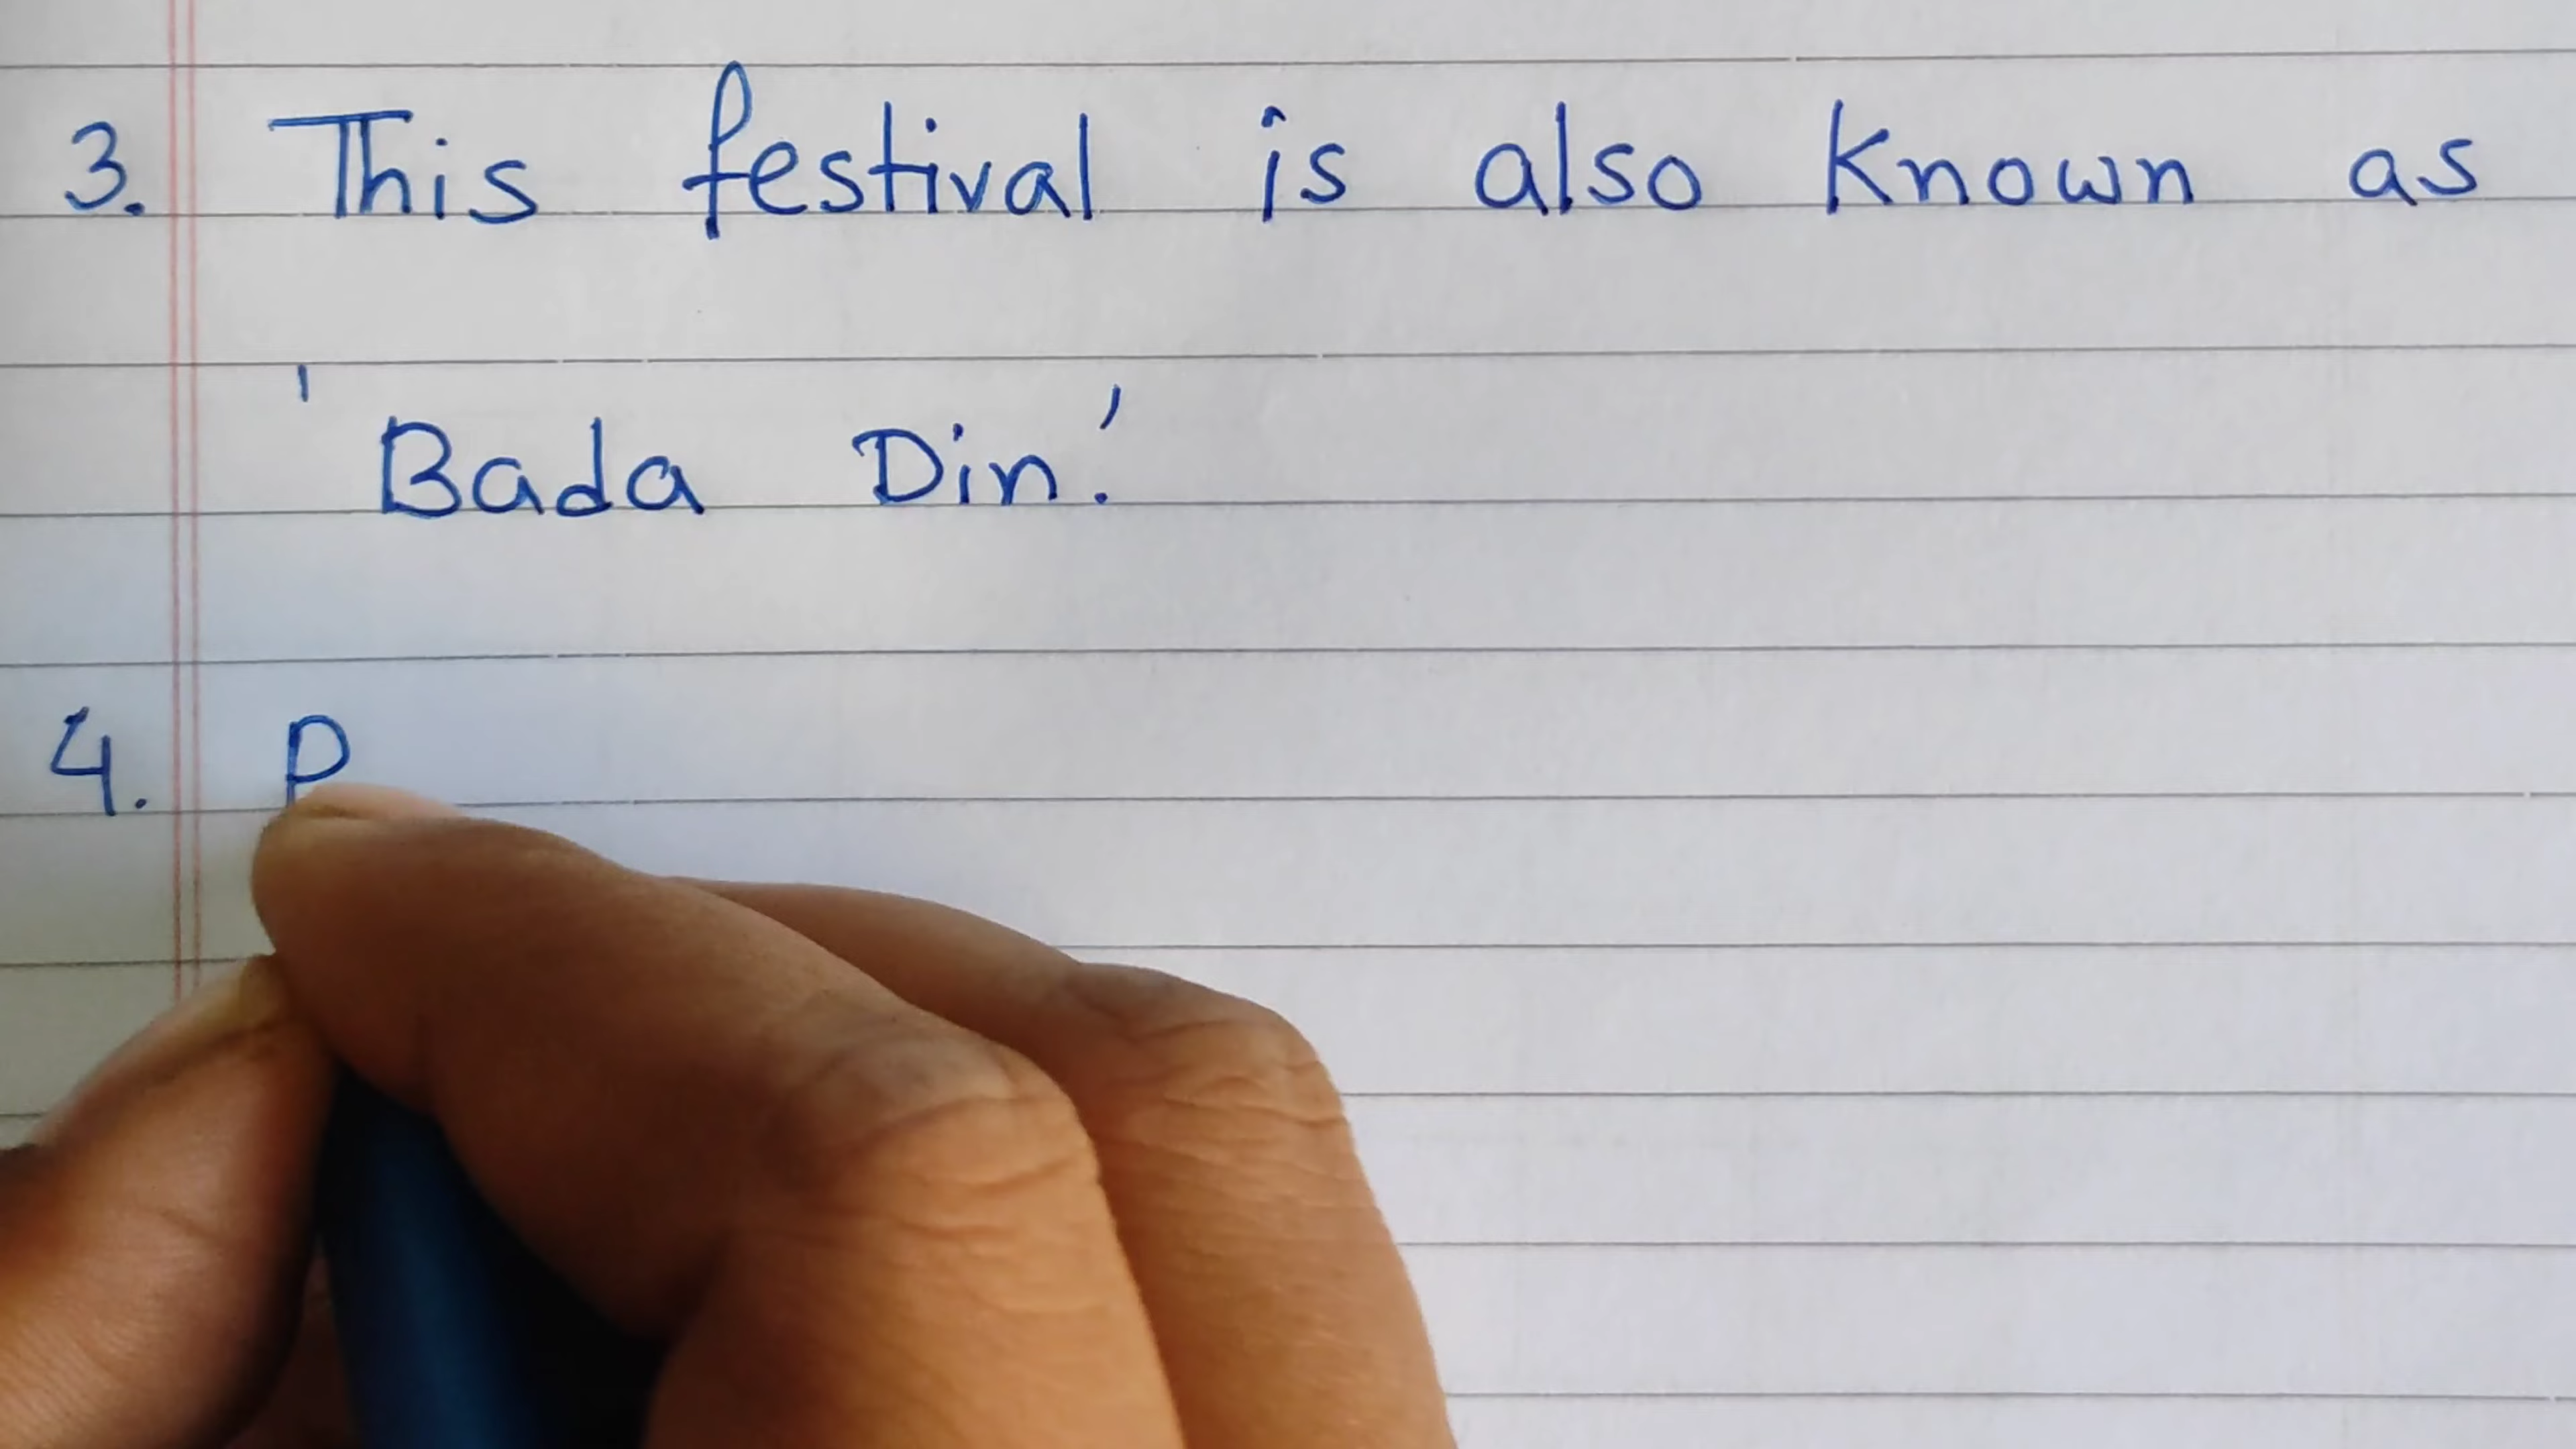 3. This festival is also known as
'Bada Din.'
4. P